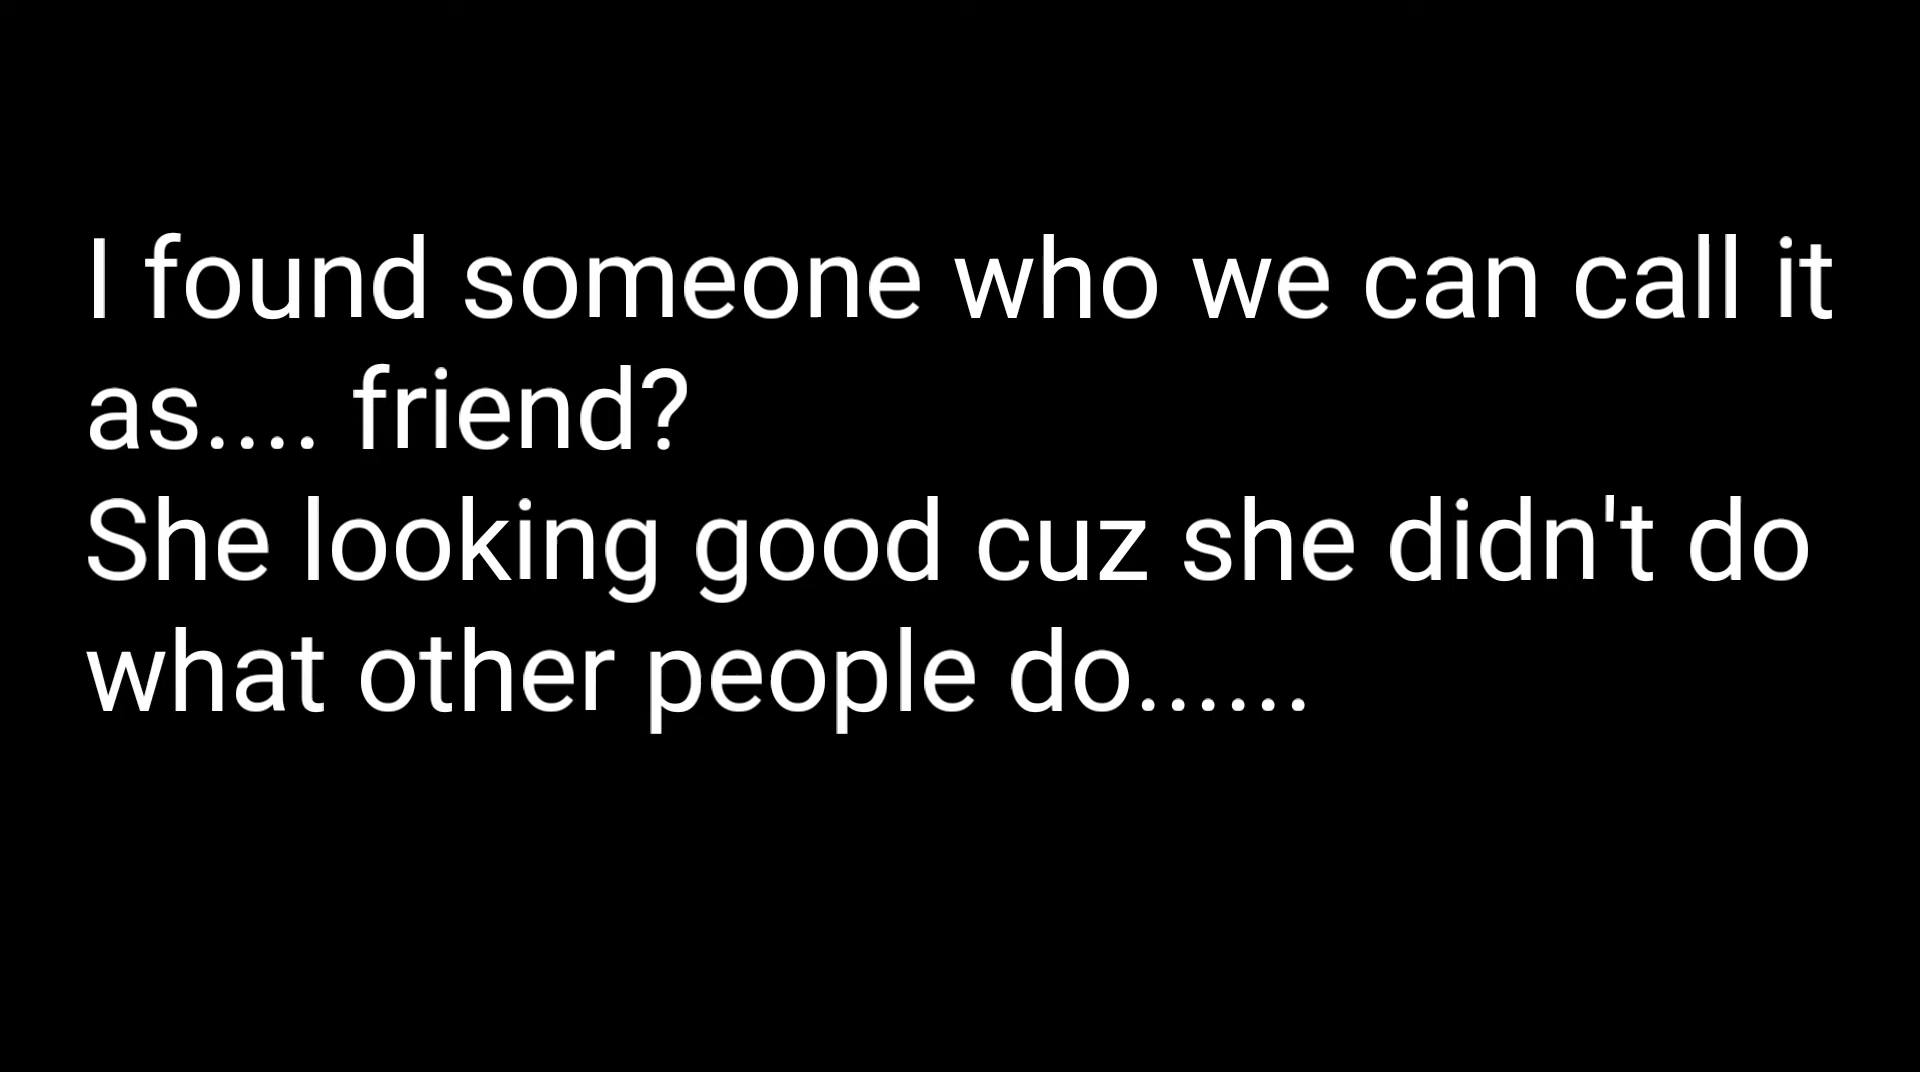 I found someone who we can call it
as.... friend?
She looking good cuz she didn't do
what other people do......